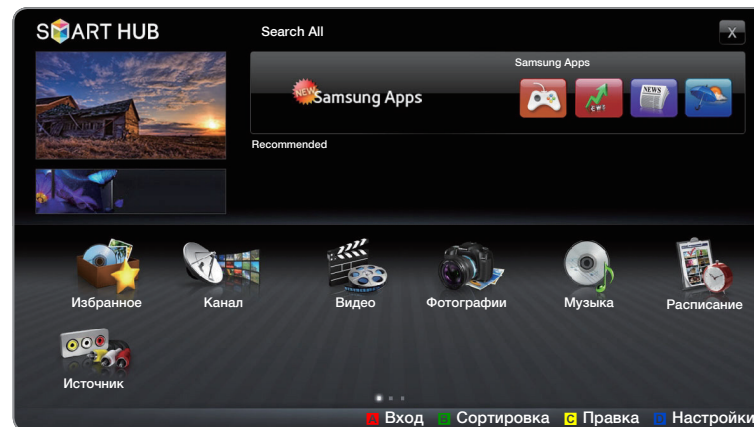 SMART HUB
Search All
X
Samsung Apps
NEW
Samsung Apps
NEWS
Recommended
Избранное
Канал
Видео
Фотографии
Музыка
Расписание
Источник
A Вход Б Сортировка C Правка D Настройки